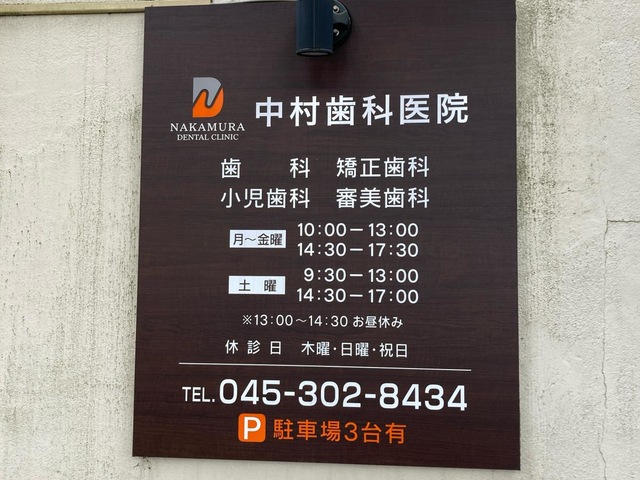 NAKAMURA
DENTAL CLINIC
中村歯科医院
歯 科 矯正歯科
小児歯科 審美歯科
月〜金曜 10:00−13:00
14:30−17:30
土 曜 9:30−13:00
14:30−17:00
※13:00〜14:30 お昼休み
休 診 日 木曜・日曜・祝日
TEL. 045-302-8434
P 駐車場3台有